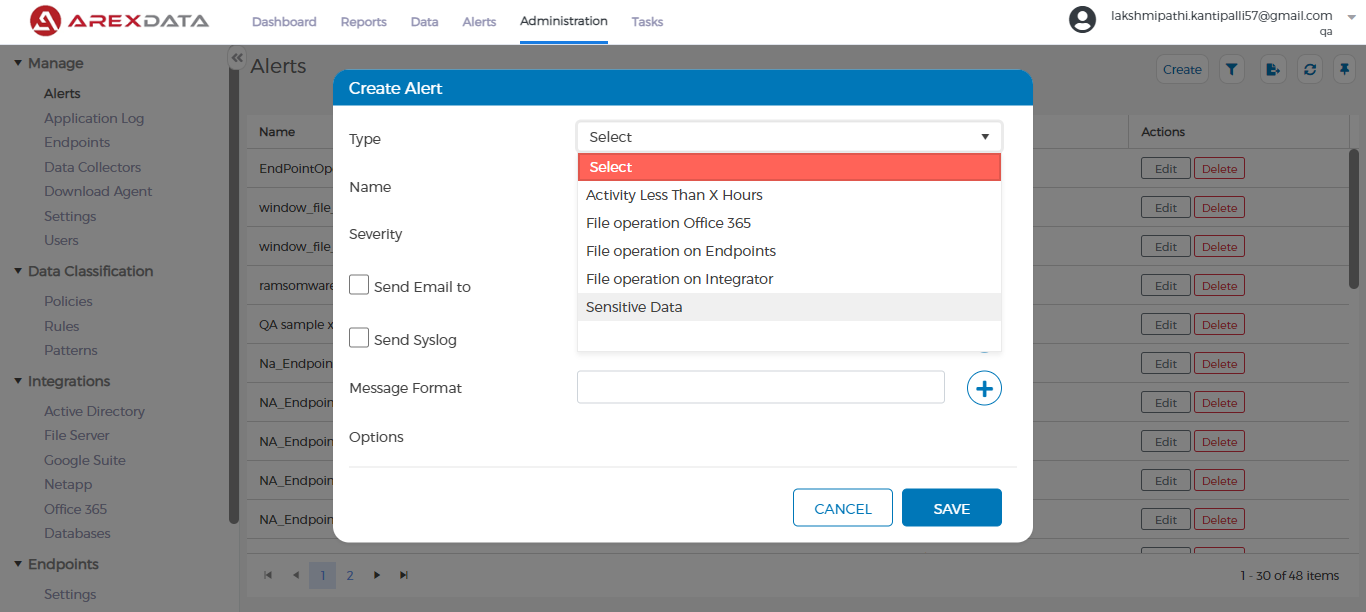 AREXDATA
Dashboard Reports Data Alerts Administration Tasks
lakshmipathi.kantipalli57@gmail.com
qa
Manage
Alerts
Application Log
Endpoints
Data Collectors
Download Agent
Settings
Users
Data Classification
Policies
Rules
Patterns
Integrations
Active Directory
File Server
Google Suite
Netapp
Office 365
Databases
Endpoints
Settings
Alerts
Create
Name Actions
EndPointOp Edit Delete
window_file_ Edit Delete
window_file_ Edit Delete
ramsomware Edit Delete
QA sample x Edit Delete
Na_Endpoin Edit Delete
NA_Endpoin Edit Delete
NA_Endpoin Edit Delete
NA_Endpoin Edit Delete
NA_Endpoin Edit Delete
1 2
1 - 30 of 48 items
Create Alert
Type
Select
Select
Activity Less Than X Hours
File operation Office 365
File operation on Endpoints
File operation on Integrator
Sensitive Data
Name
Severity
Send Email to
Send Syslog
Message Format
Options
CANCEL SAVE